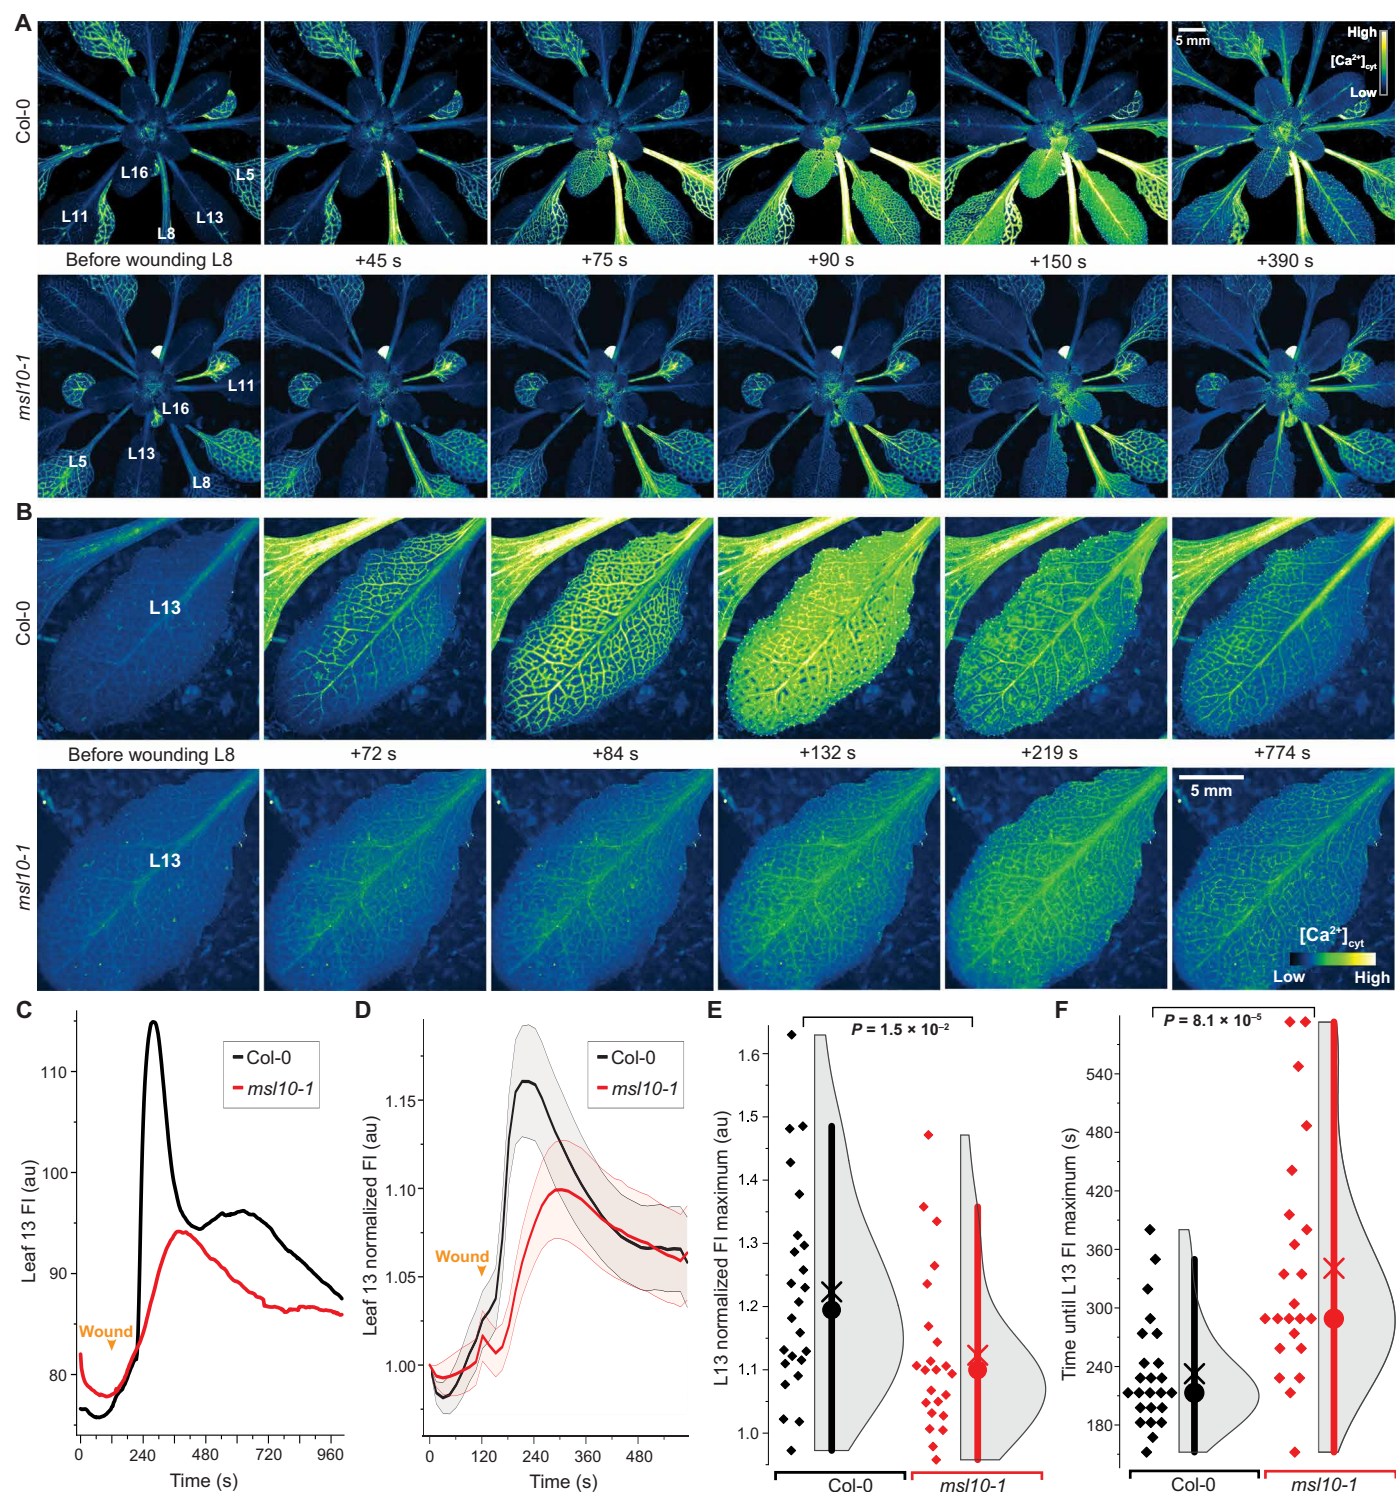 A
Col-0
L16
L11
L8
L13
L5
5 mm
High
[Ca²⁺]cyt
Low
Before wounding L8
+45 s
+75 s
+90 s
+150 s
+390 s
msl10-1
L11
L16
L13
L5
L8
B
Col-0
L13
Before wounding L8
+72 s
+84 s
+132 s
+219 s
+774 s
msl10-1
L13
5 mm
[Ca²⁺]cyt
Low High
C
Leaf 13 FI (au)
110
100
90
80
Col-0
msl10-1
Wound
0 240 480 720 960
Time (s)
D
Leaf 13 normalized FI (au)
1.15
1.10
1.05
1.00
Col-0
msl10-1
Wound
0 120 240 360 480
Time (s)
E
P = 1.5 × 10⁻²
L13 normalized FI maximum (au)
1.6
1.5
1.4
1.3
1.2
1.1
1.0
Col-0
msl10-1
F
P = 8.1 × 10⁻⁵
Time until L13 FI maximum (s)
540
480
420
360
300
240
180
Col-0
msl10-1